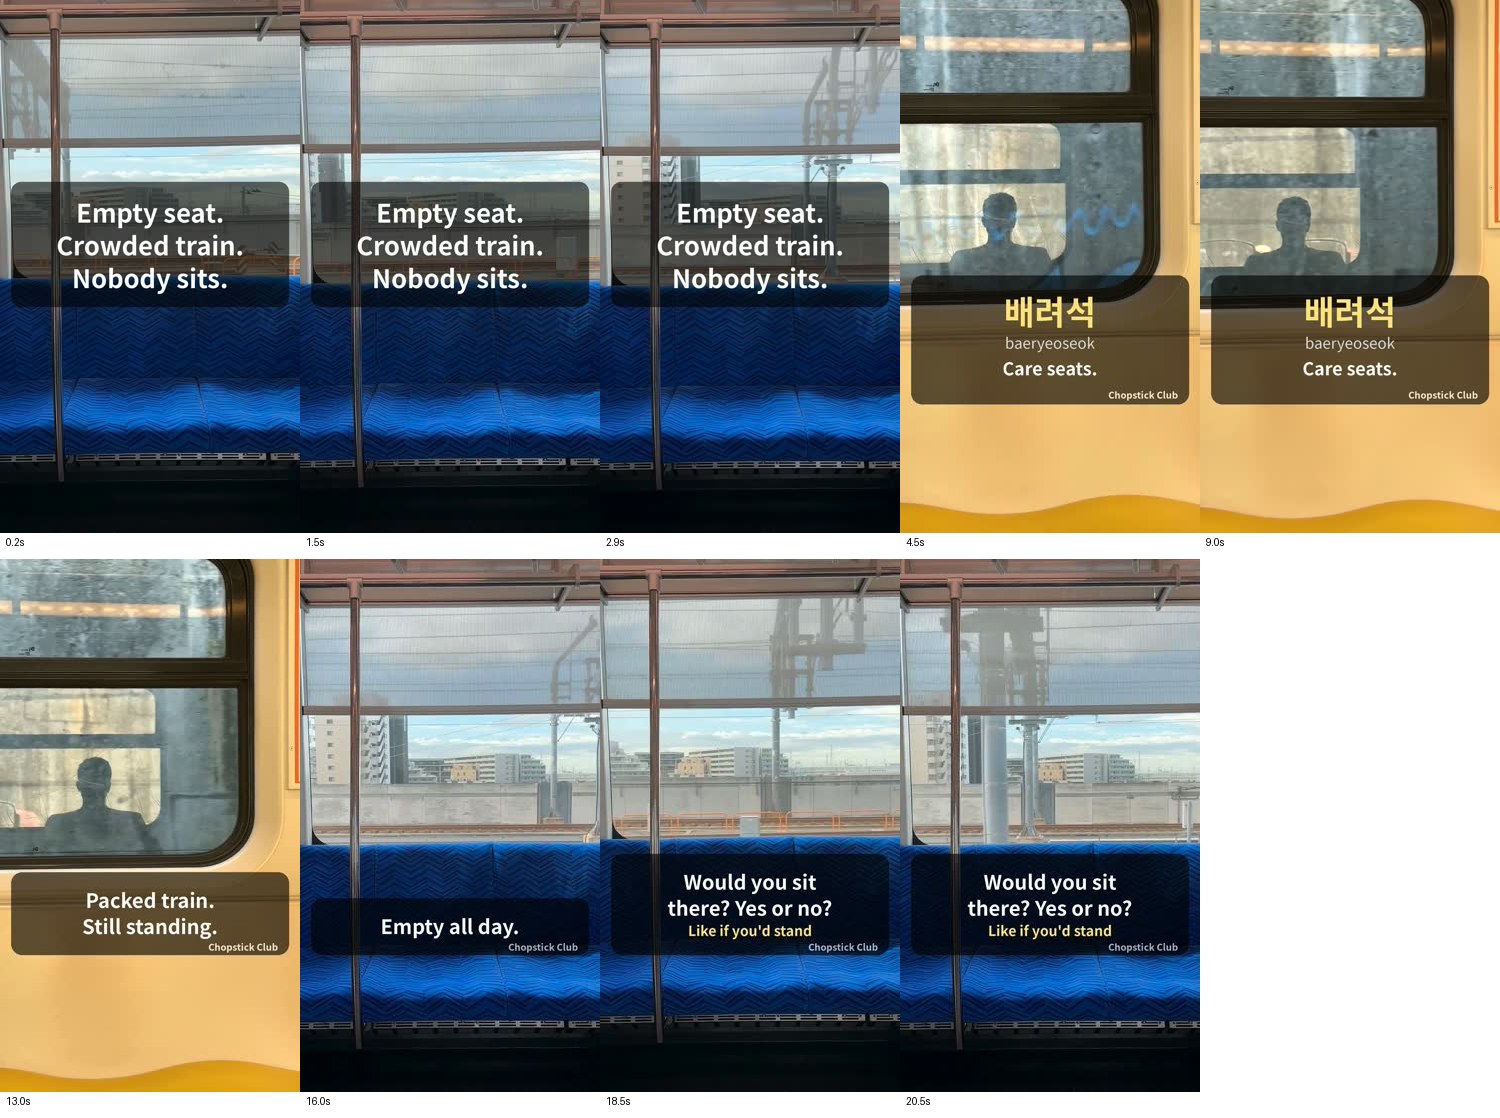 Empty seat.
Crowded train.
Nobody sits.
0.2s
Empty seat.
Crowded train.
Nobody sits.
1.5s
Empty seat.
Crowded train.
Nobody sits.
2.9s
배려석
baeryeoseok
Care seats.
Chopstick Club
4.5s
배려석
baeryeoseok
Care seats.
Chopstick Club
9.0s
Packed train.
Still standing.
Chopstick Club
13.0s
Empty all day.
Chopstick Club
16.0s
Would you sit
there? Yes or no?
Like if you'd stand
Chopstick Club
18.5s
Would you sit
there? Yes or no?
Like if you'd stand
Chopstick Club
20.5s